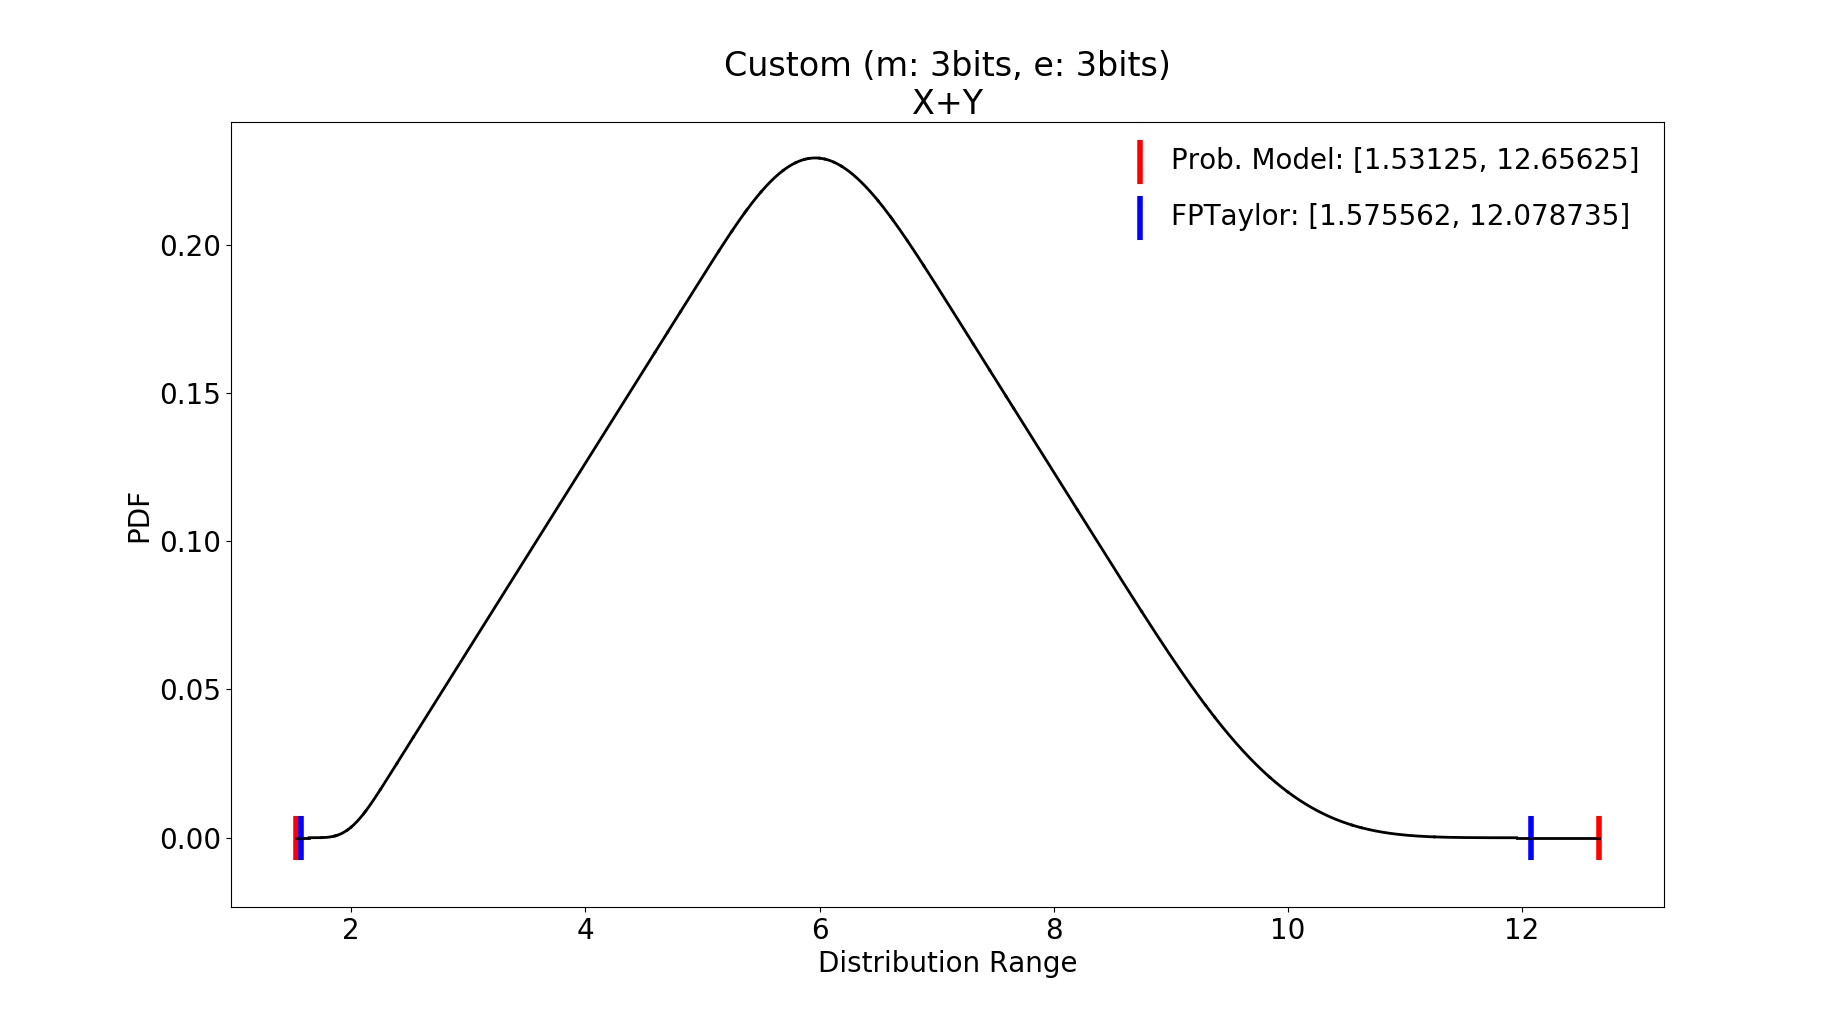 Custom (m: 3bits, e: 3bits)
X+Y
Prob. Model: [1.53125, 12.65625]
FPTaylor: [1.575562, 12.078735]
0.20
0.15
0.10
0.05
0.00
PDF
2 4 6 8 10 12
Distribution Range